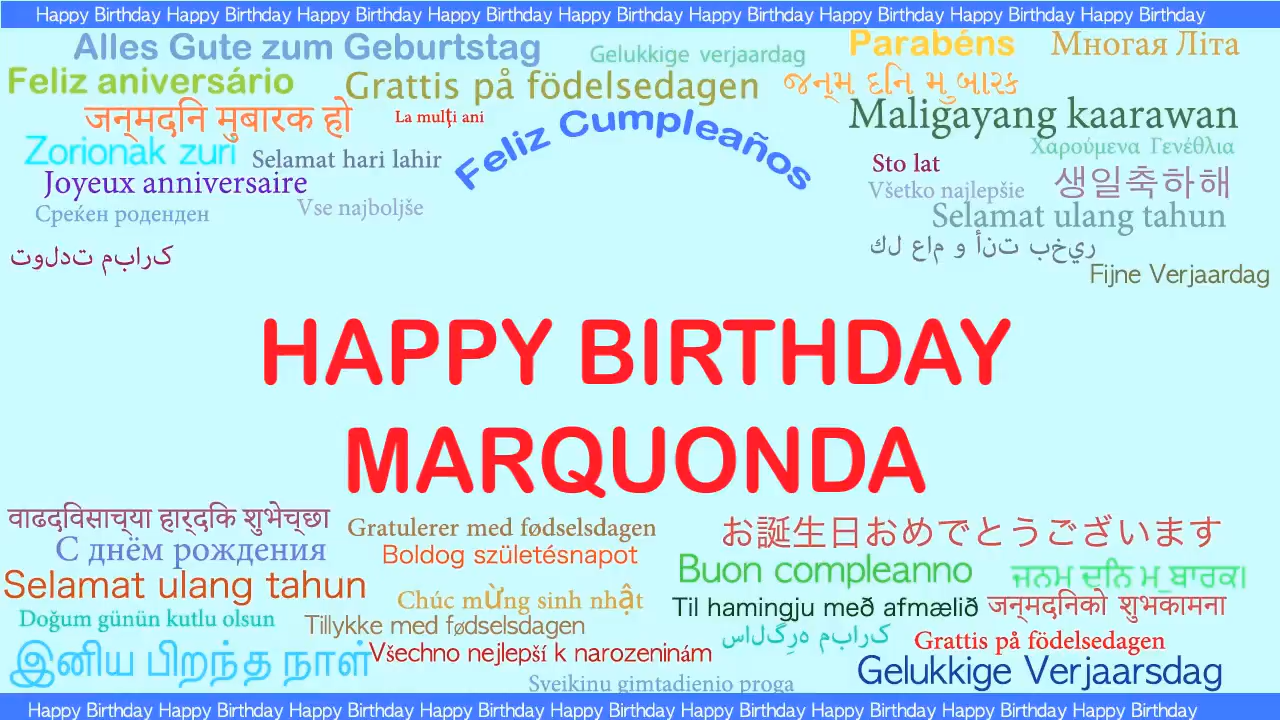 Happy Birthday Happy Birthday Happy Birthday Happy Birthday Happy Birthday Happy Birthday Happy Birthday Happy Birthday Happy Birthday
Alles Gute zum Geburtstag
Gelukkige verjaardag
Parabéns
Многая Літа
Feliz aniversário
Grattis på födelsedagen
જન્મ દિન મુબારક
जन्मदिन मुबारक हो
La mulţi ani
Feliz Cumpleaños
Maligayang kaarawan
Zorionak zuri
Selamat hari lahir
Sto lat
Χαρούμενα Γενέθλια
Joyeux anniversaire
Všetko najlepšie
생일축하해
Среќен роденден
Vse najboljše
Selamat ulang tahun
تولدت مبارک
كل عام و أنت بخير
Fijne Verjaardag
HAPPY BIRTHDAY
MARQUONDA
वाढदिवसाच्या हार्दिक शुभेच्छा
Gratulerer med fødselsdagen
お誕生日おめでとうございます
С днём рождения
Boldog születésnapot
Buon compleanno
ਜਨਮ ਦਿਨ ਮੁਬਾਰਕ।
Selamat ulang tahun
Chúc mừng sinh nhật
Til hamingju með afmælið
जन्मदिनको शुभकामना
Doğum günün kutlu olsun
Tillykke med fødselsdagen
سالگرہ مبارک
Grattis på födelsedagen
இனிய பிறந்த நாள்
Všechno nejlepší k narozeninám
Gelukkige Verjaarsdag
Sveikinu gimtadienio proga
Happy Birthday Happy Birthday Happy Birthday Happy Birthday Happy Birthday Happy Birthday Happy Birthday Happy Birthday Happy Birthday